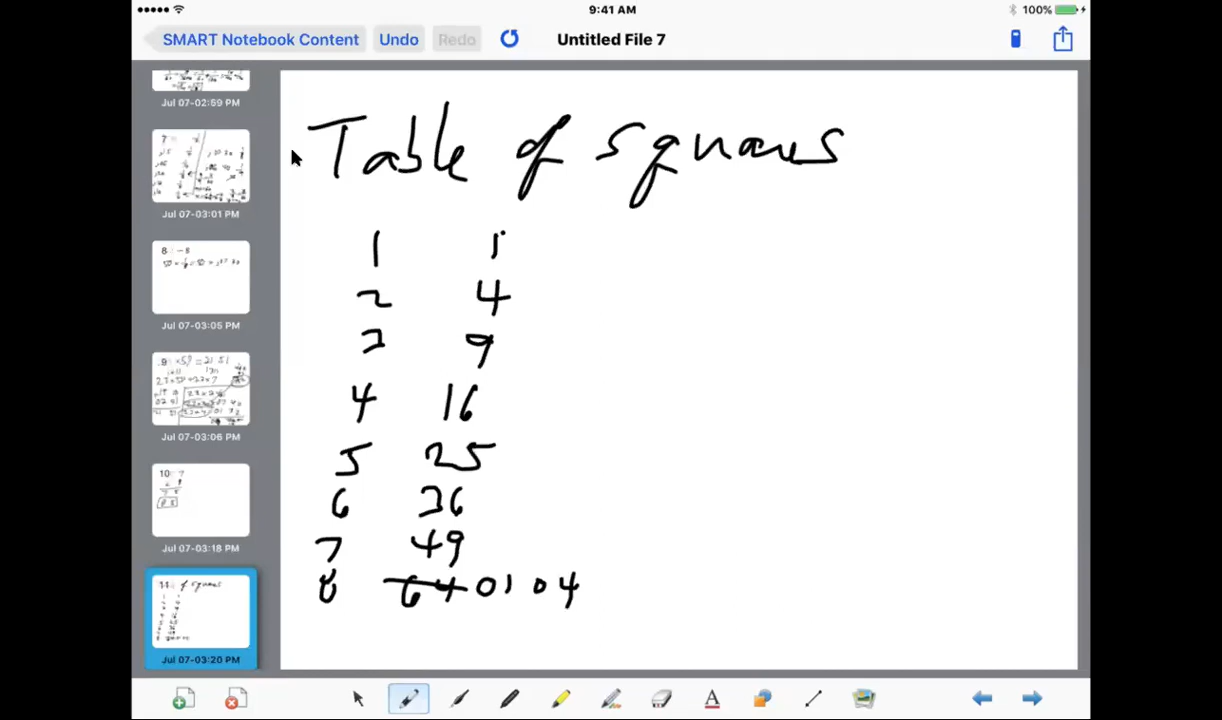 9:41 AM
100%
SMART Notebook Content
Undo
Redo
Untitled File 7
Jul 07-02:59 PM
Jul 07-03:01 PM
Jul 07-03:05 PM
Jul 07-03:06 PM
Jul 07-03:18 PM
Jul 07-03:20 PM
Table of squares
1 1
2 4
3 9
4 16
5 25
6 36
7 49
8 64 01 04
A